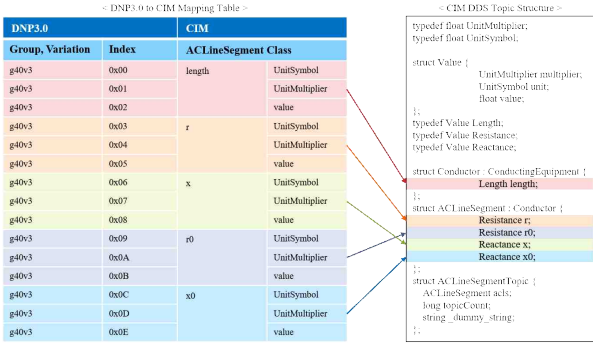 < DNP3.0 to CIM Mapping Table >
DNP3.0 CIM
Group, Variation Index ACLineSegment Class
g40v3 0x00 length UnitSymbol
g40v3 0x01 UnitMultiplier
g40v3 0x02 value
g40v3 0x03 r UnitSymbol
g40v3 0x04 UnitMultiplier
g40v3 0x05 value
g40v3 0x06 x UnitSymbol
g40v3 0x07 UnitMultiplier
g40v3 0x08 value
g40v3 0x09 r0 UnitSymbol
g40v3 0x0A UnitMultiplier
g40v3 0x0B value
g40v3 0x0C x0 UnitSymbol
g40v3 0x0D UnitMultiplier
g40v3 0x0E value
< CIM DDS Topic Structure >
typedef float UnitMultiplier;
typedef float UnitSymbol;
struct Value {
UnitMultiplier multiplier;
UnitSymbol unit;
float value;
};
typedef Value Length;
typedef Value Resistance;
typedef Value Reactance;
struct Conductor : ConductingEquipment {
Length length;
};
struct ACLineSegment : Conductor {
Resistance r;
Resistance r0;
Reactance x;
Reactance x0;
};
struct ACLineSegmentTopic {
ACLineSegment acls;
long topicCount;
string _dummy_string;
};